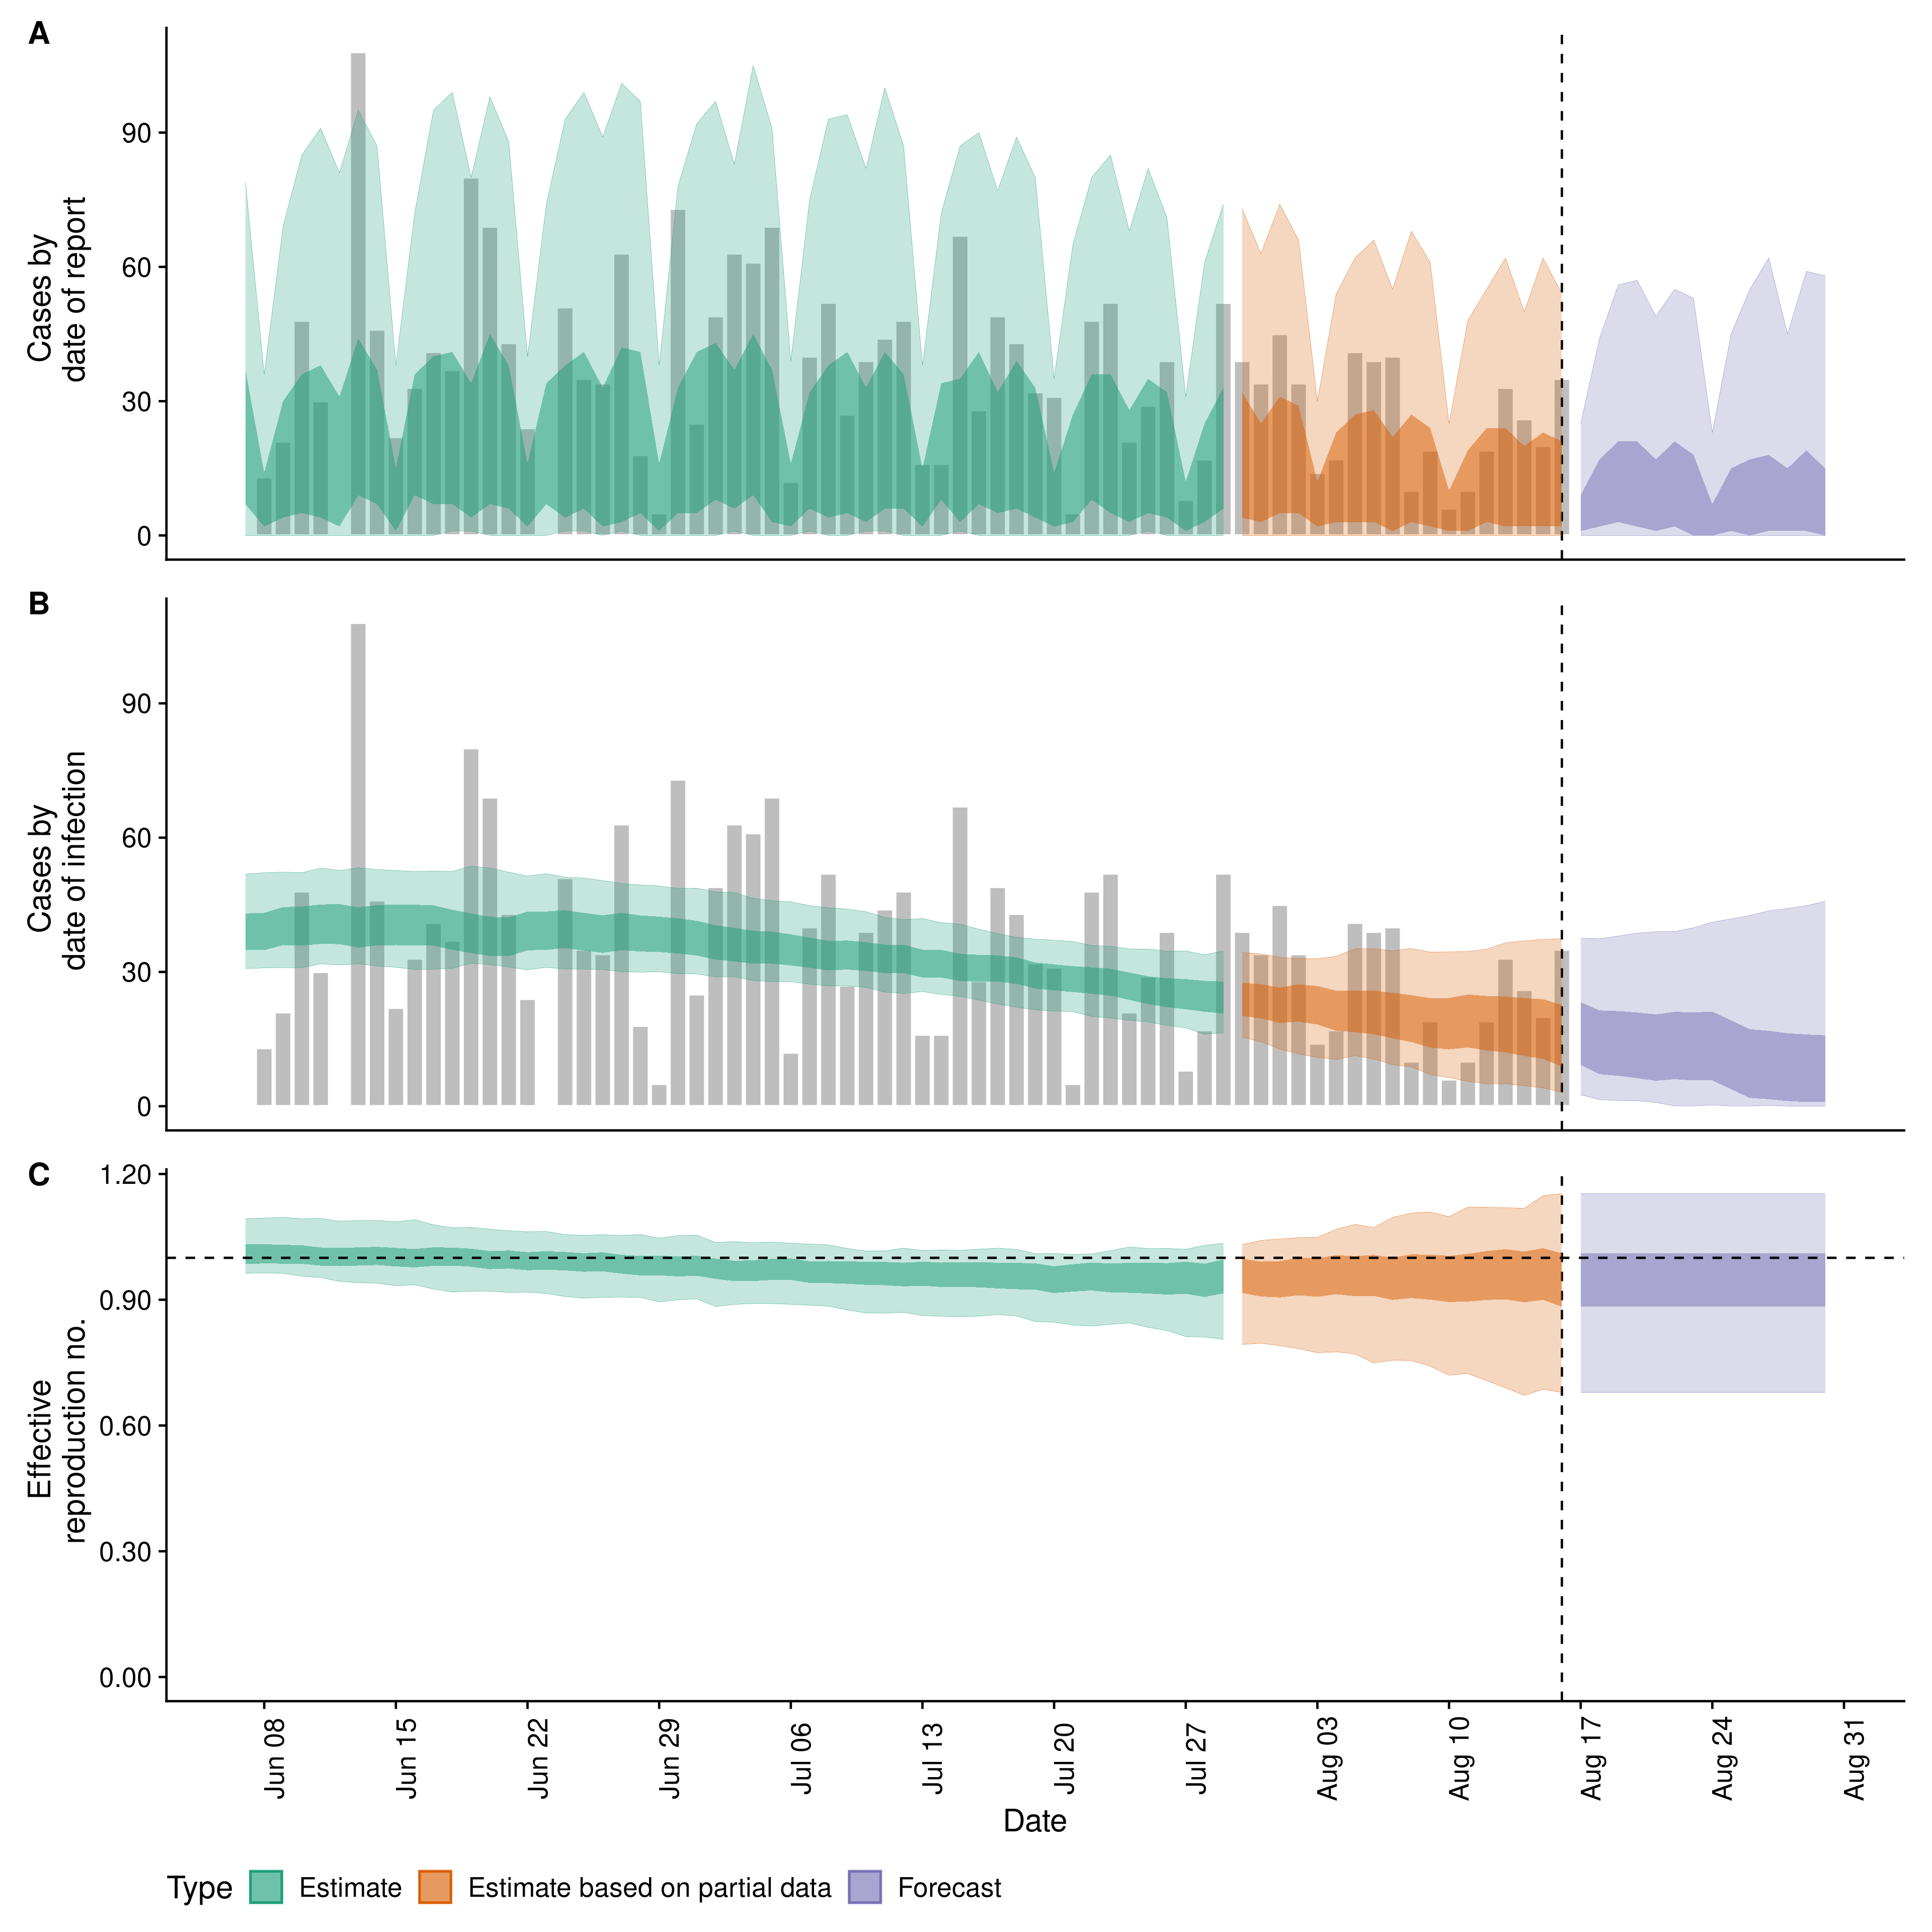 A
Cases by
date of report
90
60
30
0
B
Cases by
date of infection
90
60
30
0
C
Effective
reproduction no.
1.20
0.90
0.60
0.30
0.00
Jun 08
Jun 15
Jun 22
Jun 29
Jul 06
Jul 13
Jul 20
Jul 27
Aug 03
Aug 10
Aug 17
Aug 24
Aug 31
Date
Type Estimate Estimate based on partial data Forecast